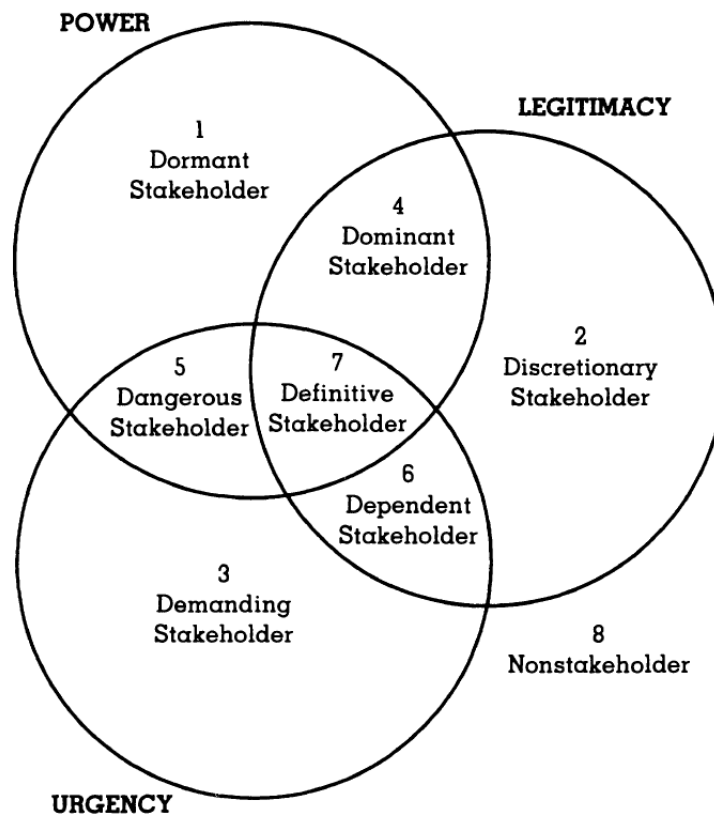 POWER
LEGITIMACY
1
Dormant
Stakeholder
4
Dominant
Stakeholder
2
Discretionary
Stakeholder
5
Dangerous
Stakeholder
7
Definitive
Stakeholder
6
Dependent
Stakeholder
3
Demanding
Stakeholder
8
Nonstakeholder
URGENCY